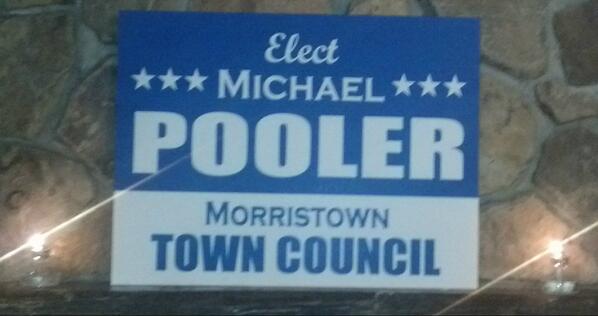 Elect
MICHAEL
POOLER
MORRISTOWN
TOWN COUNCIL